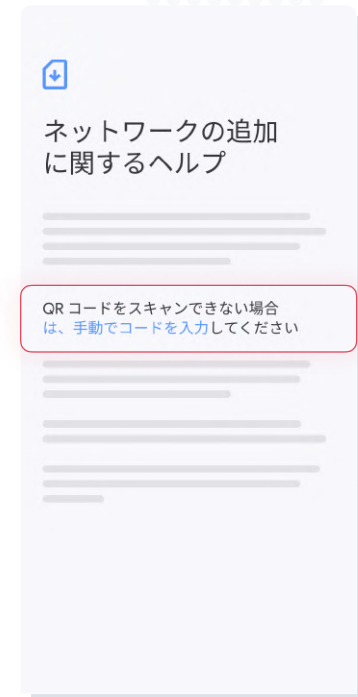 ネットワークの追加
に関するヘルプ
QR コードをスキャンできない場合
は、手動でコードを入力してください